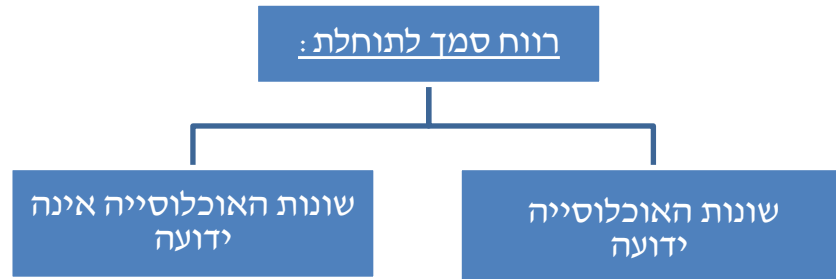 רווח סמך לתוחלת :
שונות האוכלוסייה
ידועה
שונות האוכלוסייה אינה
ידועה